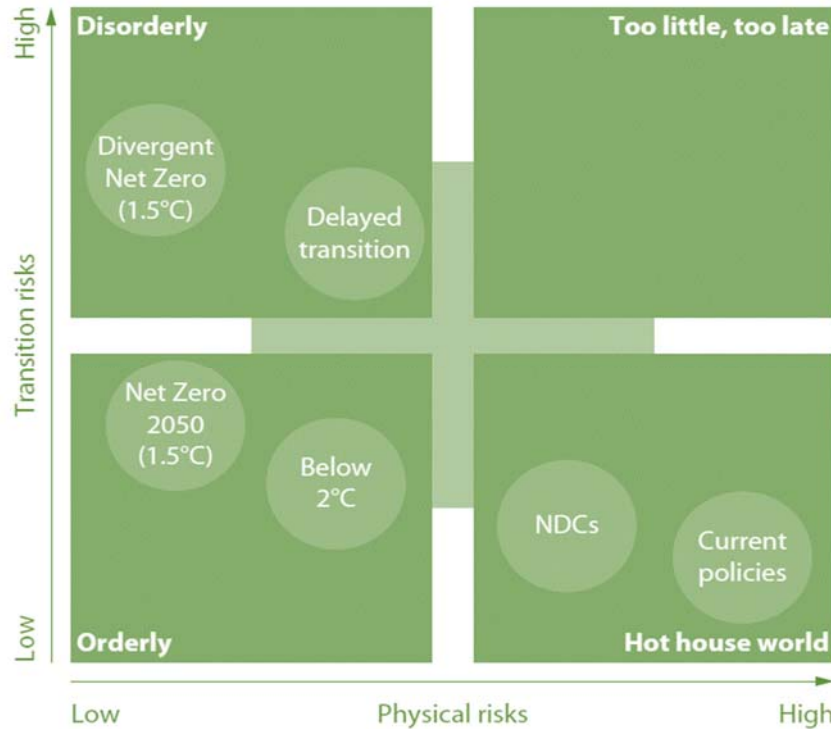 High
Transition risks
Low
Disorderly
Divergent
Net Zero
(1.5°C)
Delayed
transition
Too little, too late
Net Zero
2050
(1.5°C)
Below
2°C
Orderly
NDCs
Current
policies
Hot house world
Low
Physical risks
High